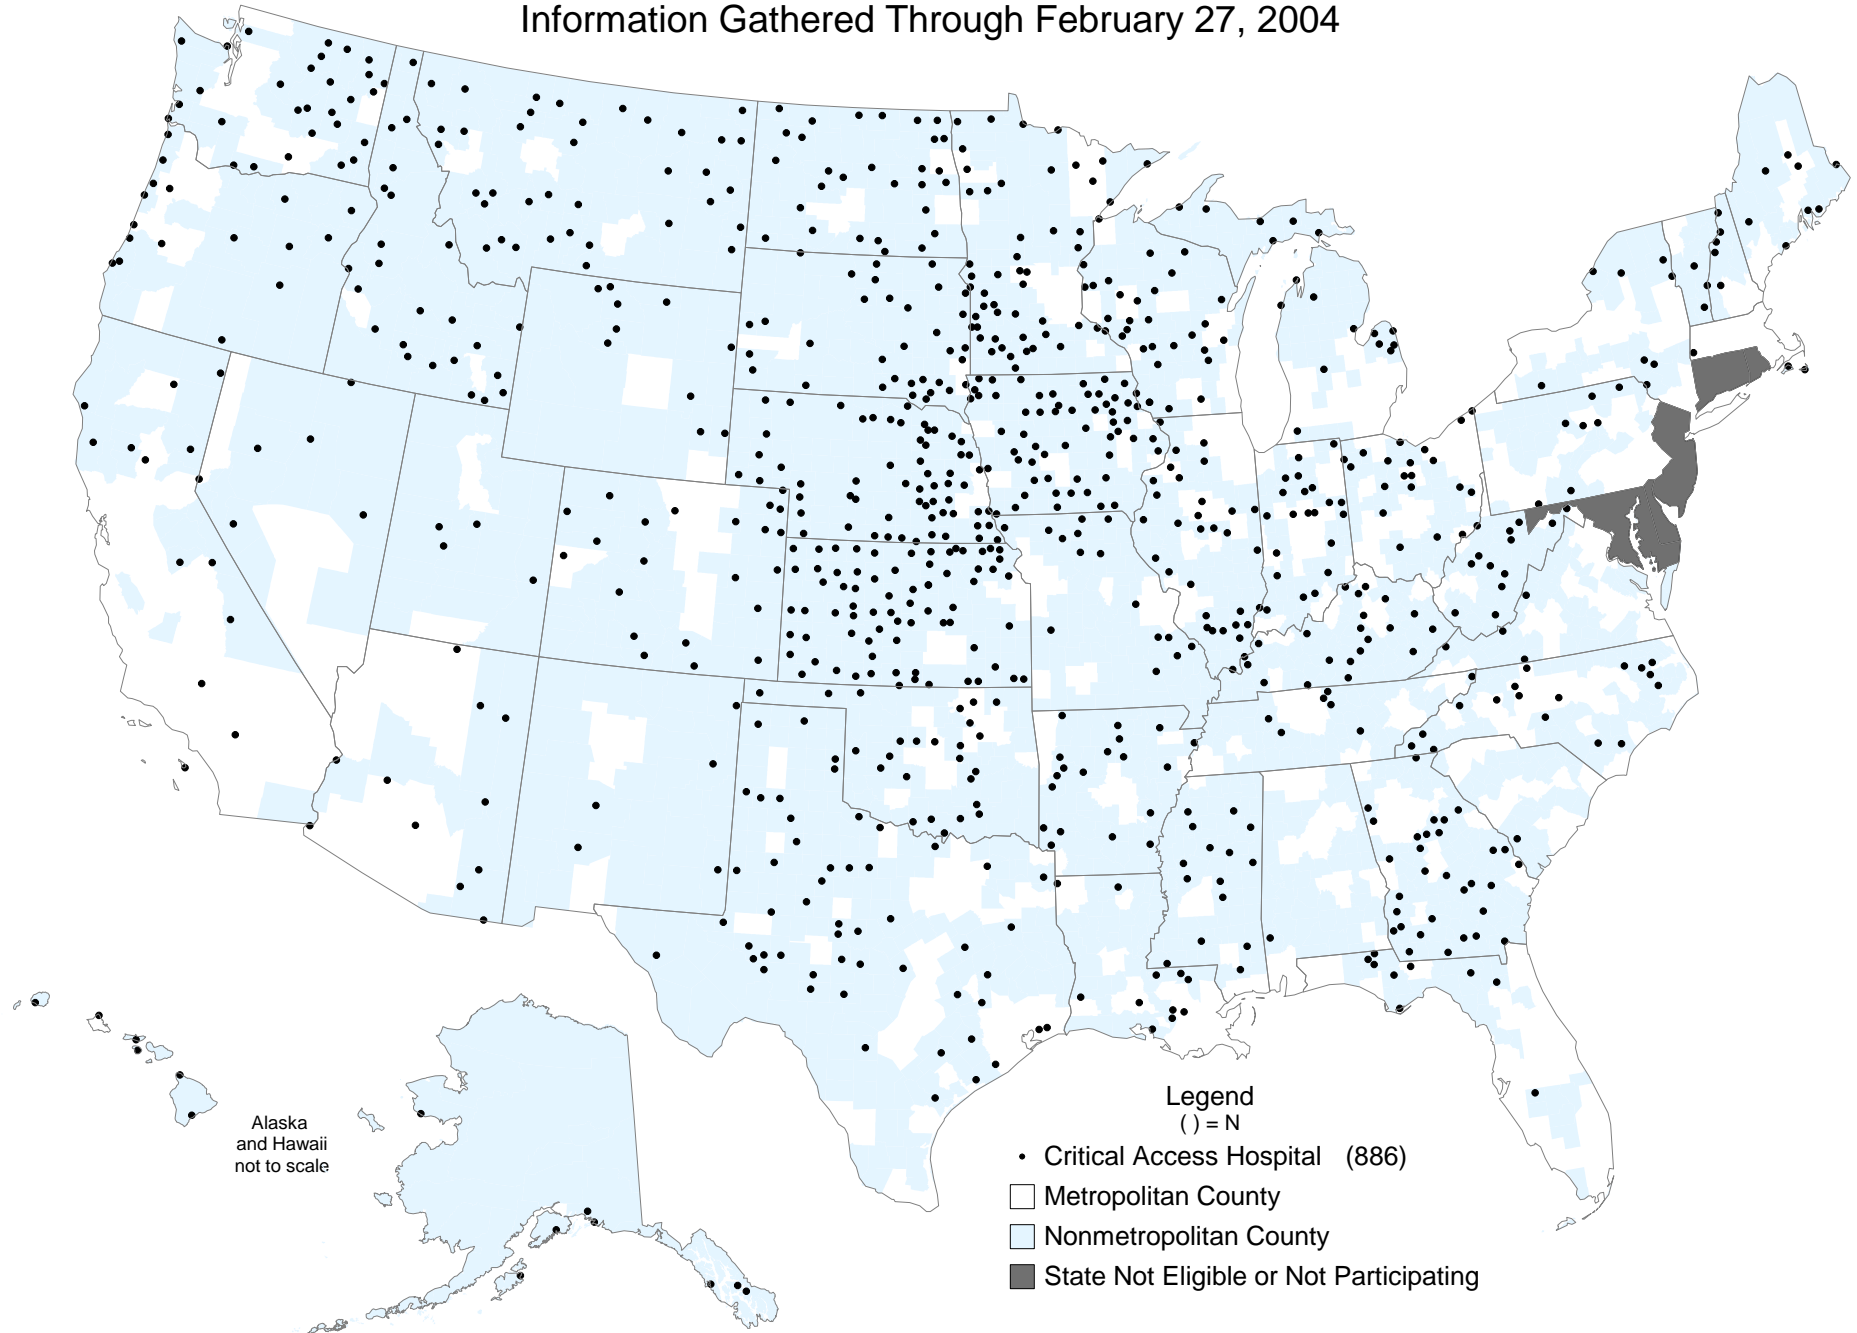 Information Gathered Through February 27, 2004
Alaska
and Hawaii
not to scale
Legend
( ) = N
Critical Access Hospital (886)
Metropolitan County
Nonmetropolitan County
State Not Eligible or Not Participating